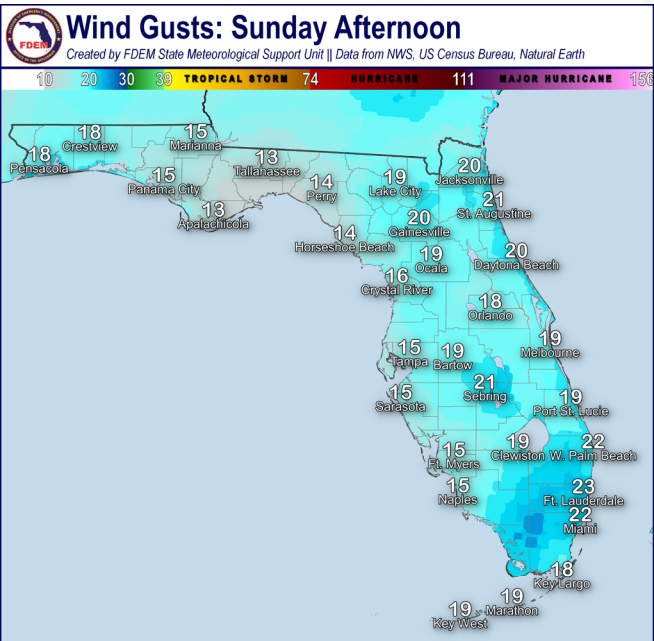 Wind Gusts: Sunday Afternoon
FDEM
Created by FDEM State Meteorological Support Unit || Data from NWS, US Census Bureau, Natural Earth
10 20 30 39 TROPICAL STORM 74 HURRICANE 111 MAJOR HURRICANE 156
18
Crestview
15
Marianna
18
Pensacola
15
Panama City
13
Tallahassee
13
Apalachicola
14
Perry
19
Lake City
20
Jacksonville
21
St. Augustine
20
Gainesville
14
Horseshoe Beach
19
Ocala
20
Daytona Beach
16
Crystal River
18
Orlando
19
Melbourne
15
Tampa
19
Bartow
21
Sebring
15
Sarasota
19
Port St. Lucie
15
Ft. Myers
19
Clewiston
22
W. Palm Beach
15
Naples
23
Ft. Lauderdale
22
Miami
18
Key Largo
19
Marathon
19
Key West